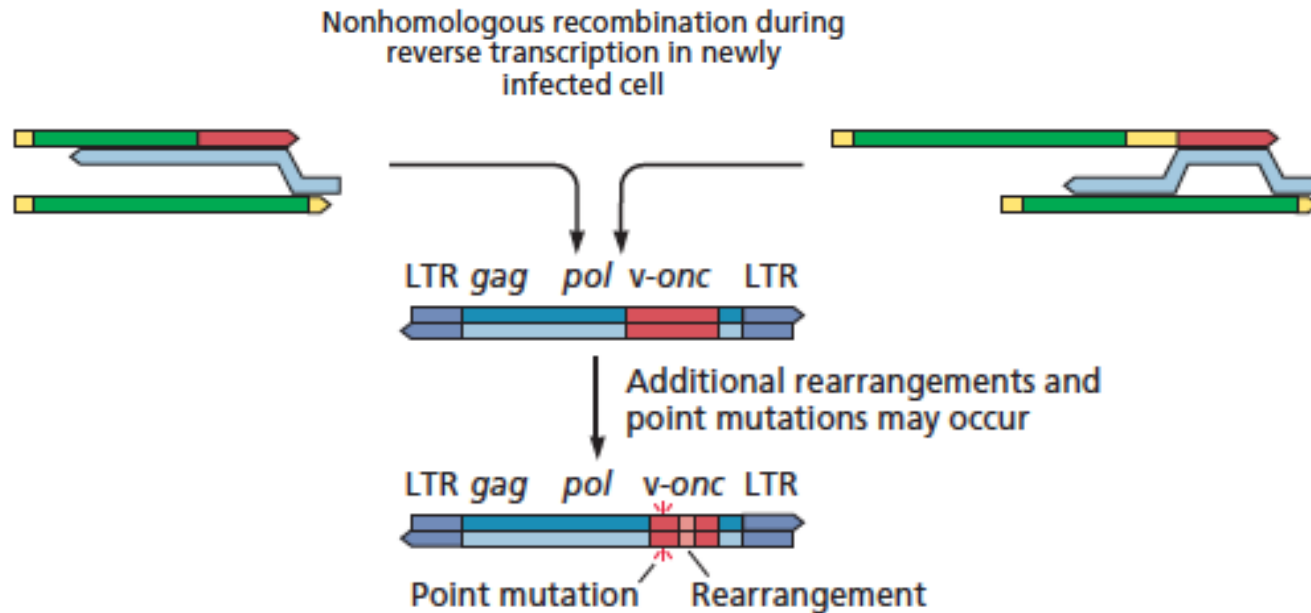 Nonhomologous recombination during
reverse transcription in newly
infected cell
LTR gag pol v-onc LTR
Additional rearrangements and
point mutations may occur
LTR gag pol v-onc LTR
Point mutation Rearrangement